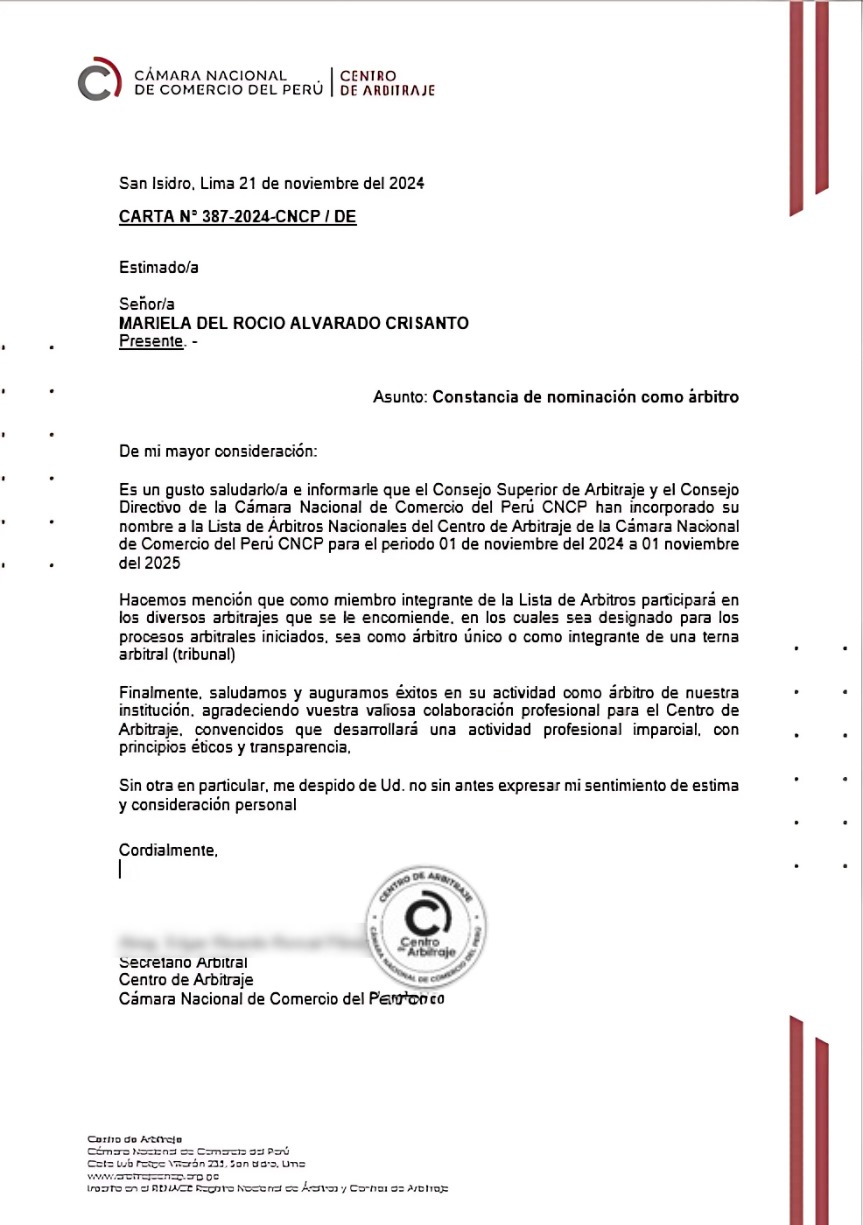 CÁMARA NACIONAL
DE COMERCIO DEL PERÚ
CENTRO
DE ARBITRAJE
San Isidro, Lima 21 de noviembre del 2024
CARTA N° 387-2024-CNCP / DE
Estimado/a
Señor/a
MARIELA DEL ROCIO ALVARADO CRISANTO
Presente. -
Asunto: Constancia de nominación como árbitro
De mi mayor consideración:
Es un gusto saludarlo/a e informarle que el Consejo Superior de Arbitraje y el Consejo
Directivo de la Cámara Nacional de Comercio del Perú CNCP han incorporado su
nombre a la Lista de Árbitros Nacionales del Centro de Arbitraje de la Cámara Nacional
de Comercio del Perú CNCP para el periodo 01 de noviembre del 2024 a 01 noviembre
del 2025
Hacemos mención que como miembro integrante de la Lista de Arbitros participará en
los diversos arbitrajes que se le encomiende, en los cuales sea designado para los
procesos arbitrales iniciados, sea como árbitro único o como integrante de una terna
arbitral (tribunal)
Finalmente, saludamos y auguramos éxitos en su actividad como árbitro de nuestra
institución, agradeciendo vuestra valiosa colaboración profesional para el Centro de
Arbitraje, convencidos que desarrollará una actividad profesional imparcial, con
principios éticos y transparencia,
Sin otra en particular, me despido de Ud. no sin antes expresar mi sentimiento de estima
y consideración personal
Cordialmente,
CENTRO DE ARBITRAJE
Centro
de Arbitraje
CÁMARA NACIONAL DE COMERCIO DEL PERÚ
Secretario Arbitral
Centro de Arbitraje
Cámara Nacional de Comercio del
Centro de Arbitraje
Cámara Nacional de Comercio del Perú
Calle Luis Felipe Villarán San Isidro, Lima
Inscrito en el Registro Nacional de Árbitros y Centros de Arbitraje